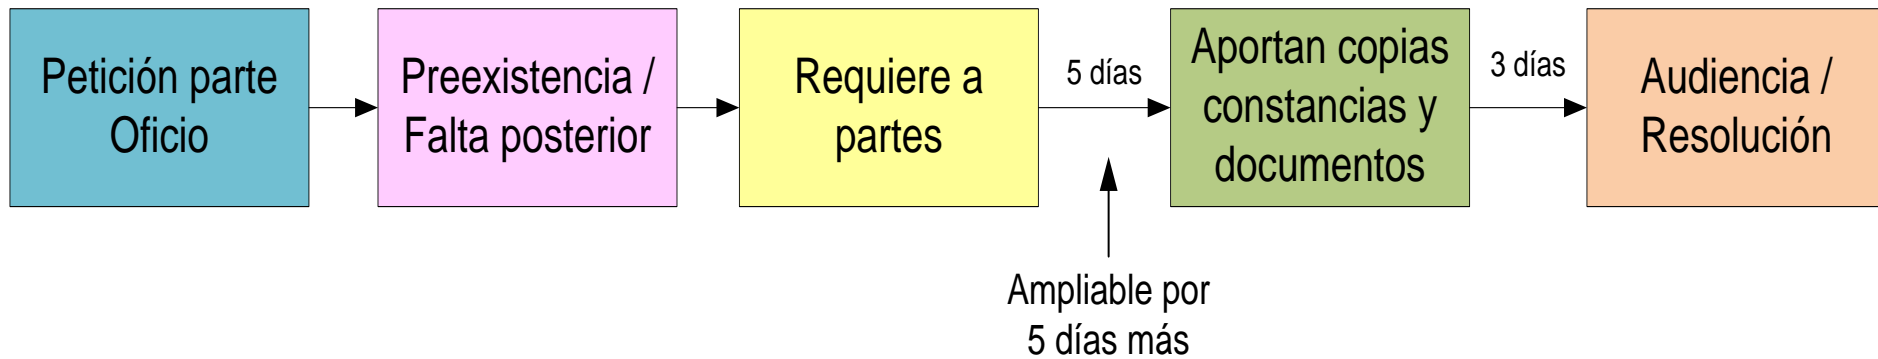 Petición parte
Oficio
Preexistencia /
Falta posterior
Requiere a
partes
5 días
Ampliable por
5 días más
Aportan copias
constancias y
documentos
3 días
Audiencia /
Resolución